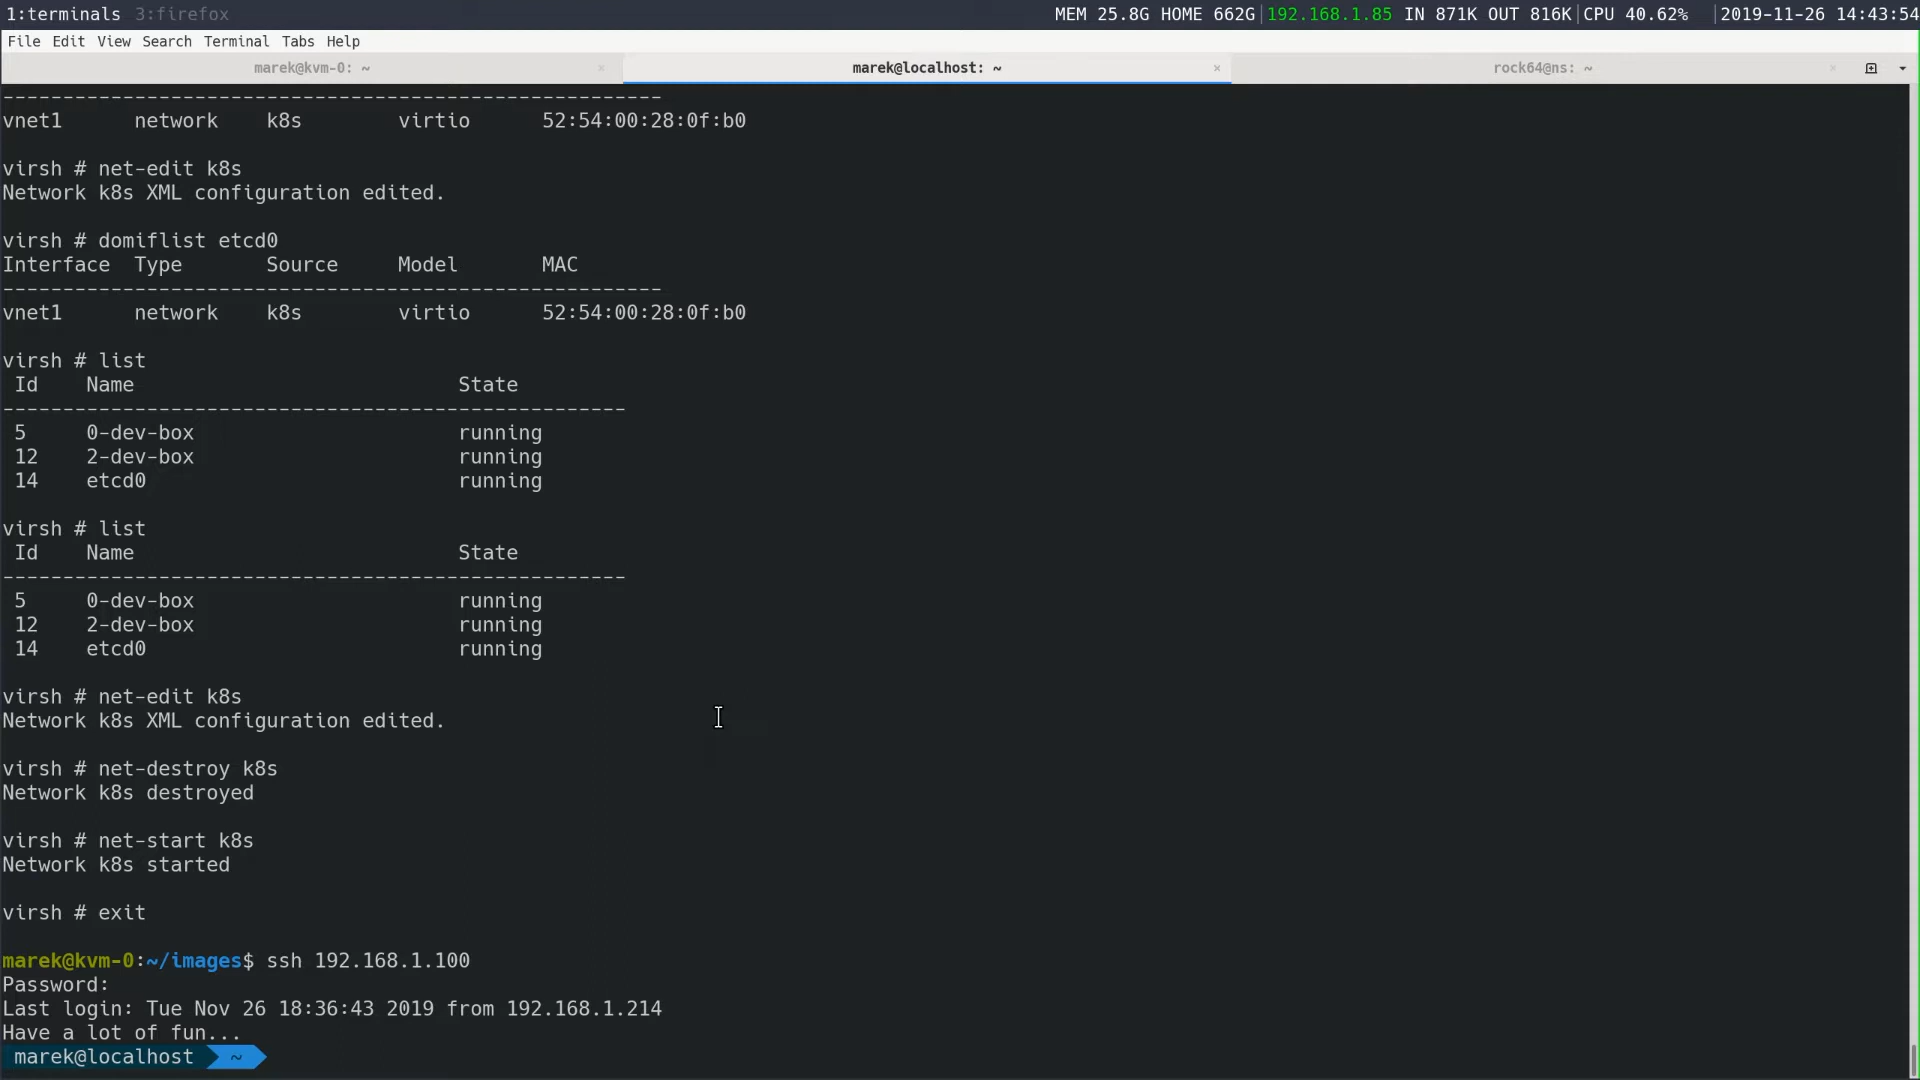 1:terminals 3:firefox MEM 25.8G HOME 662G|192.168.1.85 IN 871K OUT 816K|CPU 40.62% |2019-11-26 14:43:54
File Edit View Search Terminal Tabs Help
marek@kvm-0: ~ × marek@localhost: ~ × rock64@ns: ~ ×
-------------------------------------------------------
vnet1      network    k8s        virtio      52:54:00:28:0f:b0
virsh # net-edit k8s
Network k8s XML configuration edited.
virsh # domiflist etcd0
Interface  Type       Source     Model       MAC
-------------------------------------------------------
vnet1      network    k8s        virtio      52:54:00:28:0f:b0
virsh # list
 Id    Name                           State
----------------------------------------------------
 5     0-dev-box                      running
 12    2-dev-box                      running
 14    etcd0                          running
virsh # list
 Id    Name                           State
----------------------------------------------------
 5     0-dev-box                      running
 12    2-dev-box                      running
 14    etcd0                          running
virsh # net-edit k8s
Network k8s XML configuration edited.
virsh # net-destroy k8s
Network k8s destroyed
virsh # net-start k8s
Network k8s started
virsh # exit
marek@kvm-0:~/images$ ssh 192.168.1.100
Password:
Last login: Tue Nov 26 18:36:43 2019 from 192.168.1.214
Have a lot of fun...
marek@localhost ~